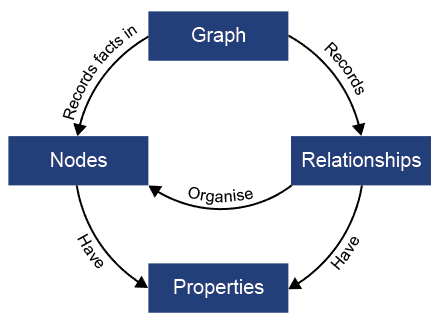 Graph
Records facts in
Records
Nodes
Relationships
Organise
Have
Have
Properties